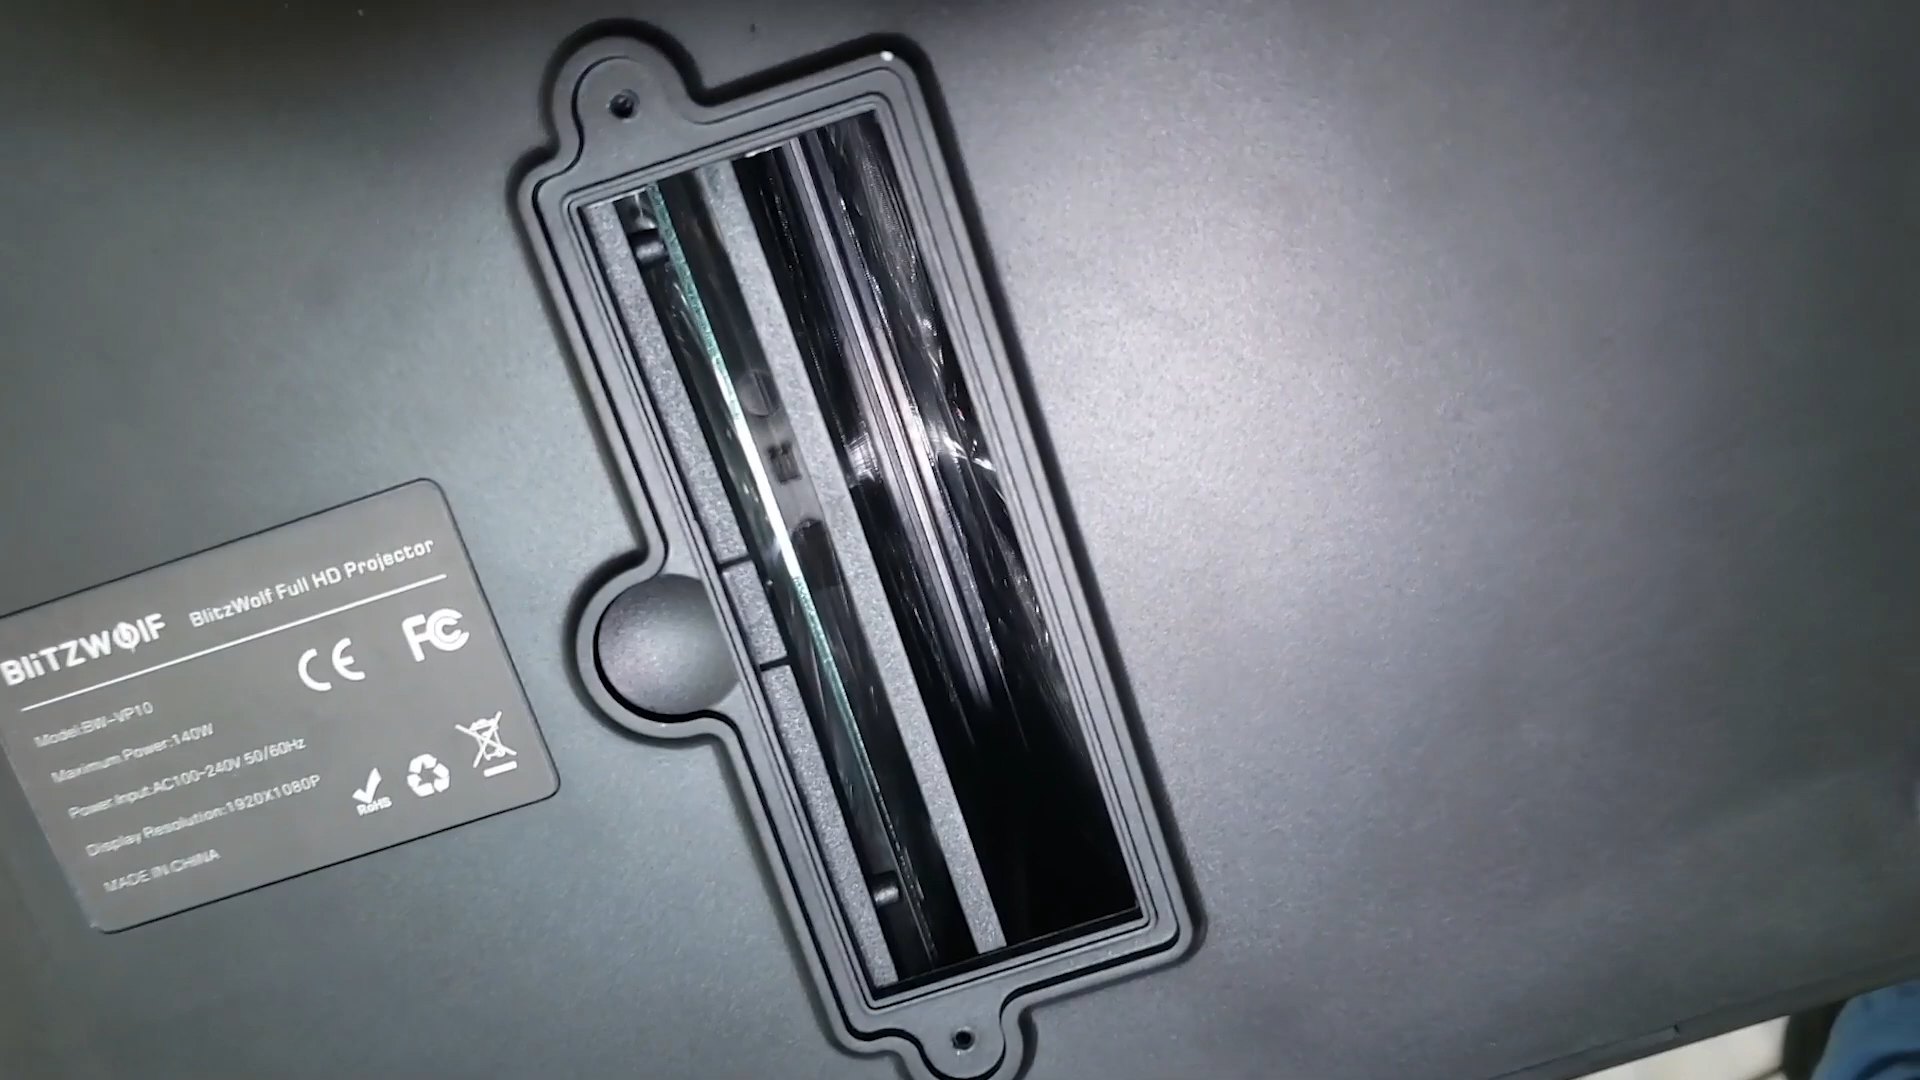 BlitzWolf BlitzWolf Full HD Projector
CE FC
Model:BW-VP10
Maximum Power:140W
Power Input:AC100-240V 50/60Hz
Display Resolution:1920X1080P
RoHS
MADE IN CHINA